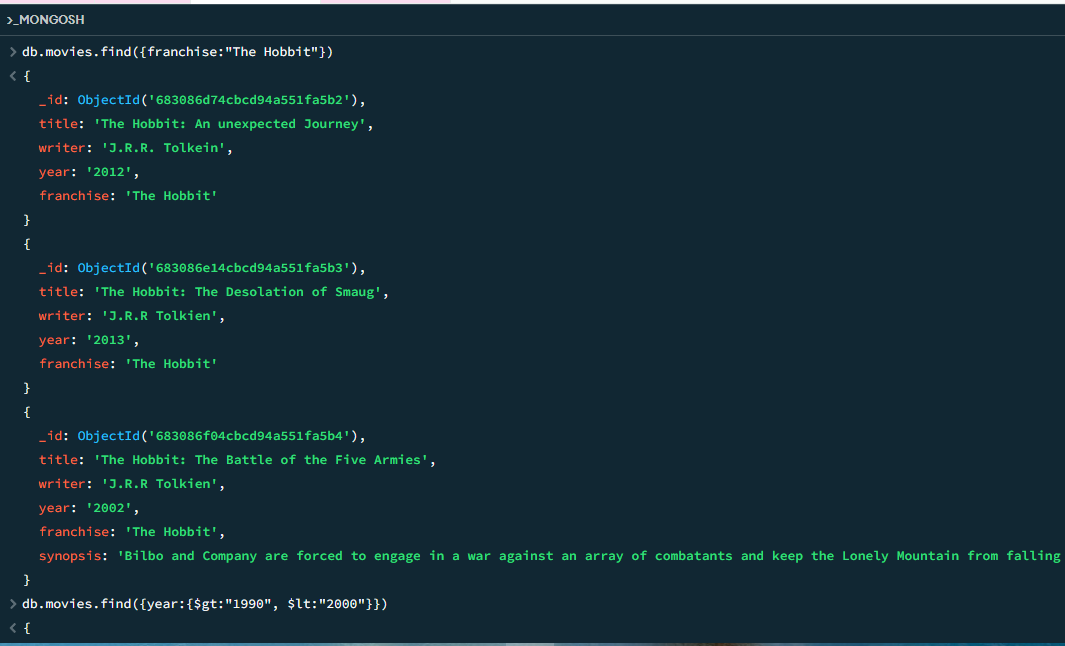 >_MONGOSH
> db.movies.find({franchise:"The Hobbit"})
< {
_id: ObjectId('683086d74cbcd94a551fa5b2'),
title: 'The Hobbit: An unexpected Journey',
writer: 'J.R.R. Tolkein',
year: '2012',
franchise: 'The Hobbit'
}
{
_id: ObjectId('683086e14cbcd94a551fa5b3'),
title: 'The Hobbit: The Desolation of Smaug',
writer: 'J.R.R Tolkien',
year: '2013',
franchise: 'The Hobbit'
}
{
_id: ObjectId('683086f04cbcd94a551fa5b4'),
title: 'The Hobbit: The Battle of the Five Armies',
writer: 'J.R.R Tolkien',
year: '2002',
franchise: 'The Hobbit',
synopsis: 'Bilbo and Company are forced to engage in a war against an array of combatants and keep the Lonely Mountain from falling
}
> db.movies.find({year:{$gt:"1990", $lt:"2000"}})
< {